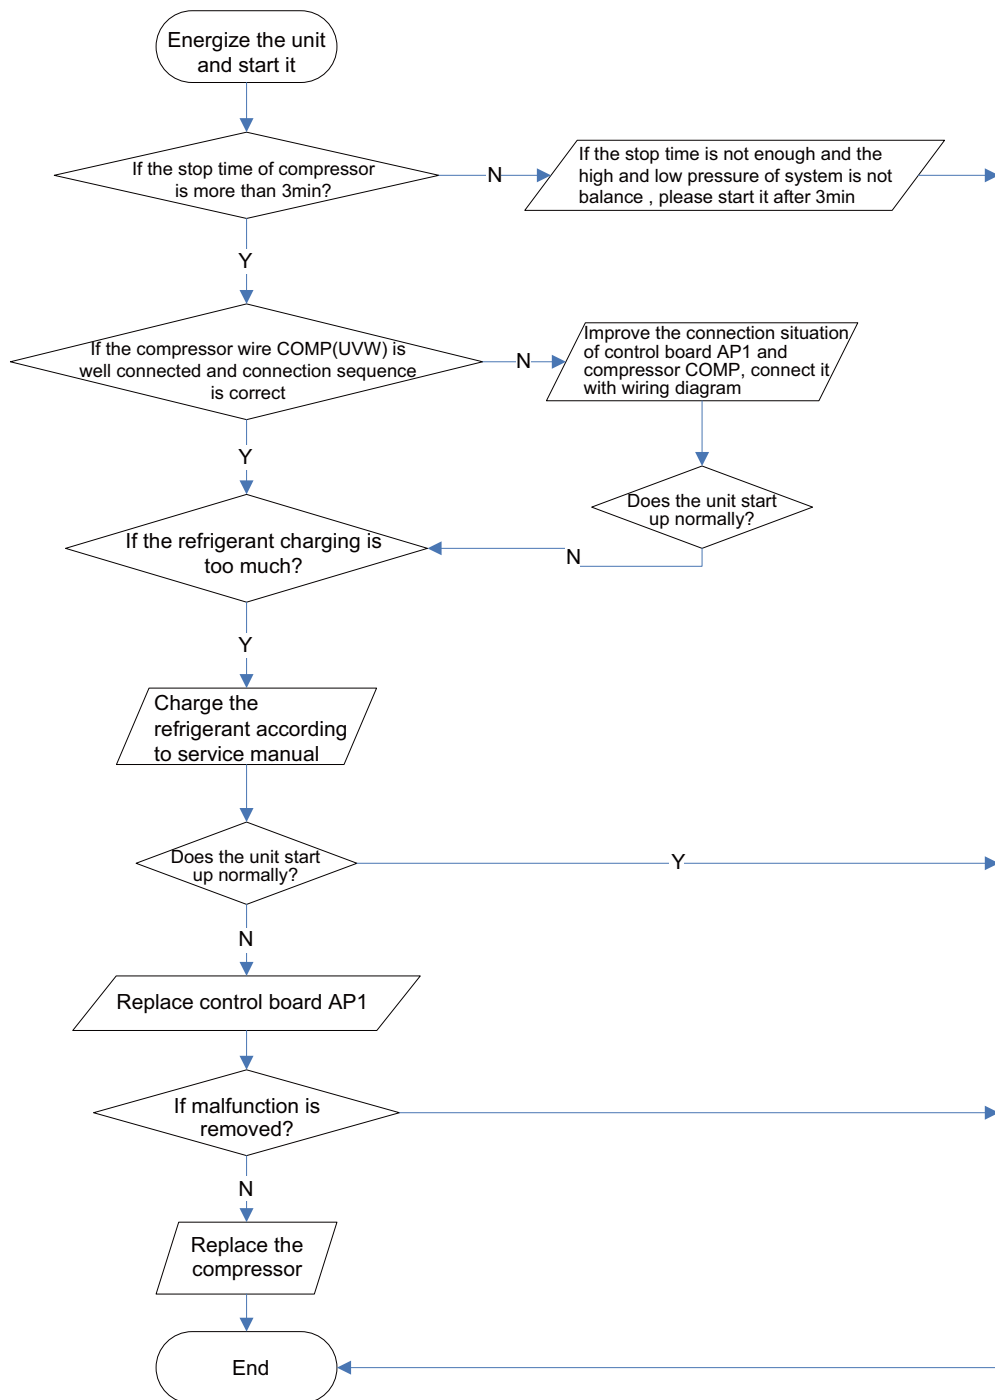 Energize the unit
and start it
If the stop time of compressor
is more than 3min?
N
If the stop time is not enough and the
high and low pressure of system is not
balance , please start it after 3min
Y
If the compressor wire COMP(UVW) is
well connected and connection sequence
is correct
N
Improve the connection situation
of control board AP1 and
compressor COMP, connect it
with wiring diagram
Y
Does the unit start
up normally?
If the refrigerant charging is
too much?
N
Y
Charge the
refrigerant according
to service manual
Does the unit start
up normally?
Y
N
Replace control board AP1
If malfunction is
removed?
N
Replace the
compressor
End